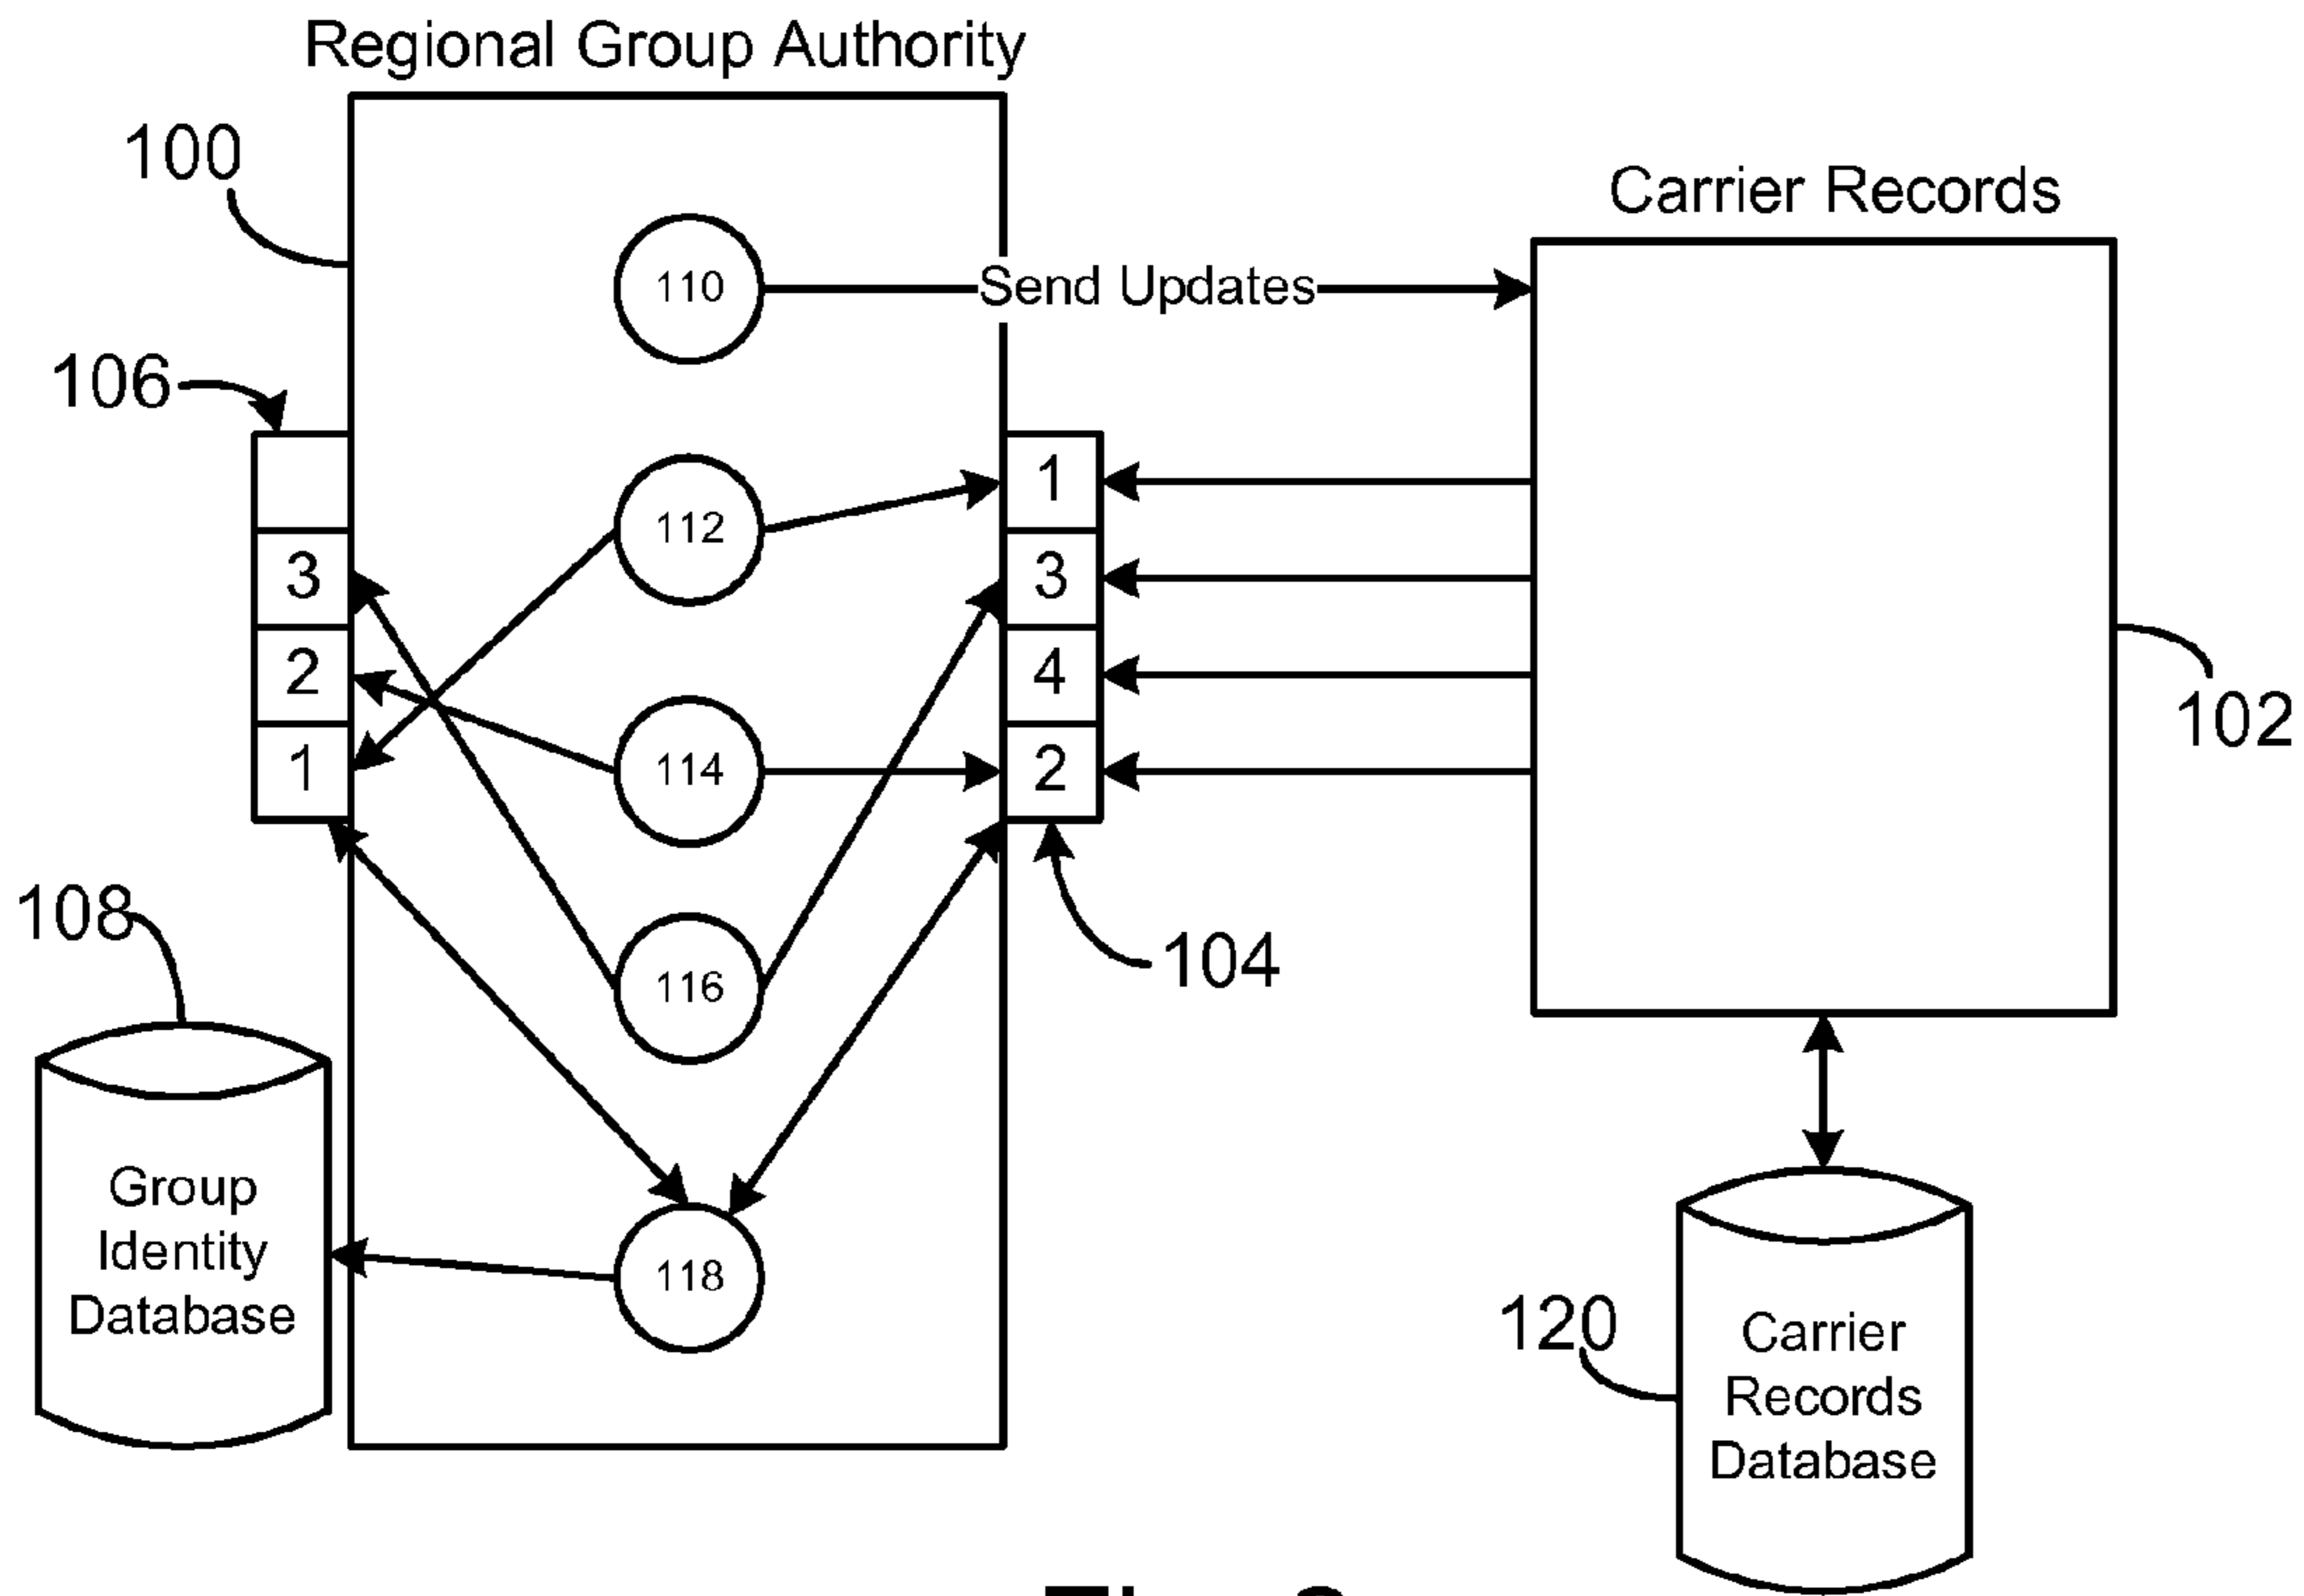 Regional Group Authority
100
Carrier Records
110
Send Updates
106
112
1
3
4
2
3
2
1
114
102
108
116
104
Group
Identity
Database
118
120
Carrier
Records
Database